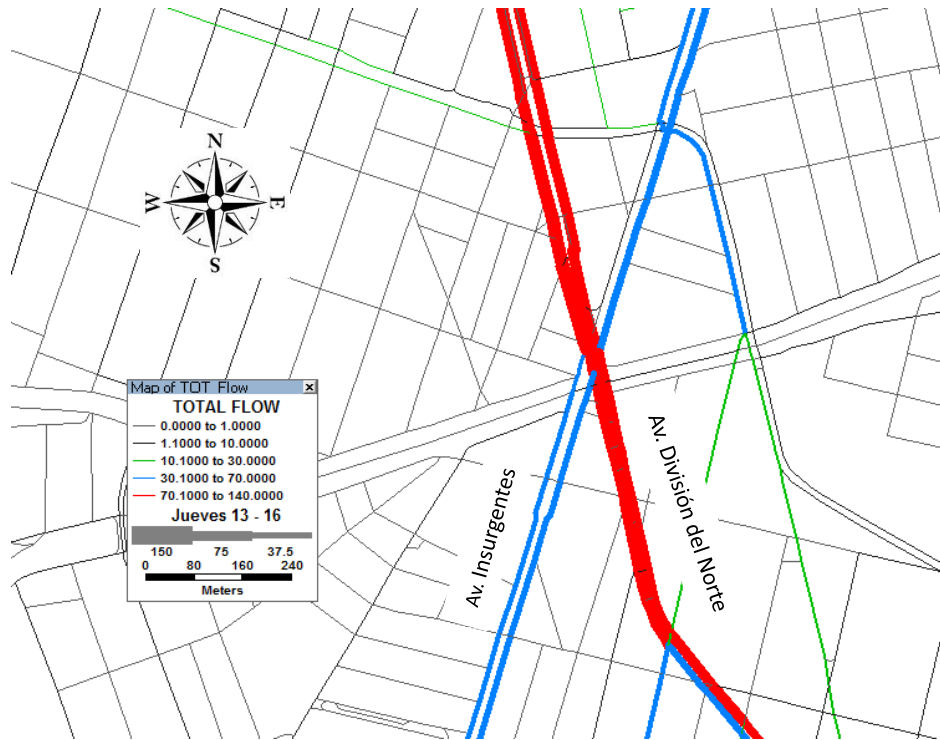 N
W
E
S
Map of TOT_Flow
TOTAL FLOW
0.0000 to 1.0000
1.1000 to 10.0000
10.1000 to 30.0000
30.1000 to 70.0000
70.1000 to 140.0000
Jueves 13 - 16
150 75 37.5
0 80 160 240
Meters
Av. Insurgentes
Av. División del Norte